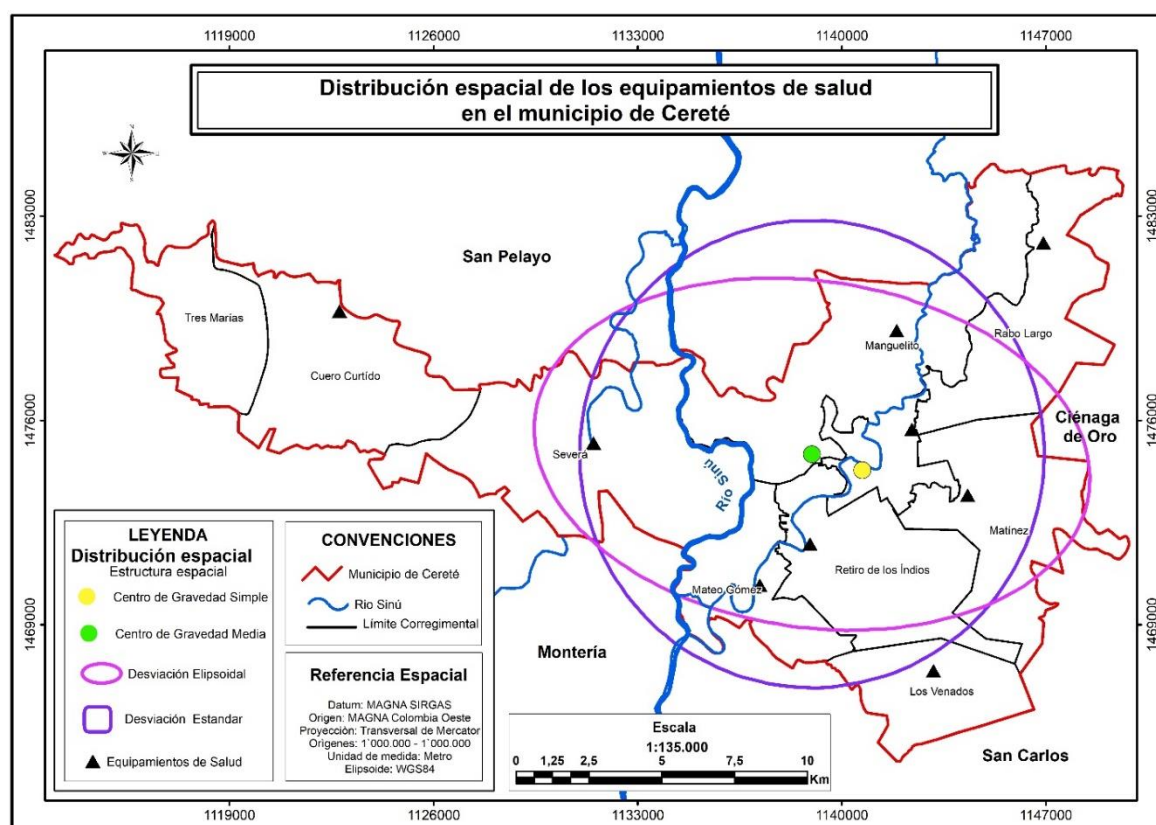 1119000
1126000
1133000
1140000
1147000
Distribución espacial de los equipamientos de salud
en el municipio de Cereté
1483000
1483000
San Pelayo
Tres Marías
Cuero Curtído
Manguelito
Rabo Largo
1476000
1476000
Ciénaga
de Oro
Severá
Río Sinú
Matínez
Retiro de los Índios
Mateo Gómez
1469000
1469000
Montería
Los Venados
San Carlos
LEYENDA
Distribución espacial
Estructura espacial
Centro de Gravedad Simple
Centro de Gravedad Media
Desviación Elipsoidal
Desviación Estandar
Equipamientos de Salud
CONVENCIONES
Municipio de Cereté
Río Sinú
Límite Corregimental
Referencia Espacial
Datum: MAGNA SIRGAS
Origen: MAGNA Colombia Oeste
Proyección: Transversal de Mercator
Orígenes: 1`000.000 - 1`000.000
Unidad de medida: Metro
Elipsoide: WGS84
Escala
1:135.000
0 1,25 2,5 5 7,5 10
Km
1119000
1126000
1133000
1140000
1147000